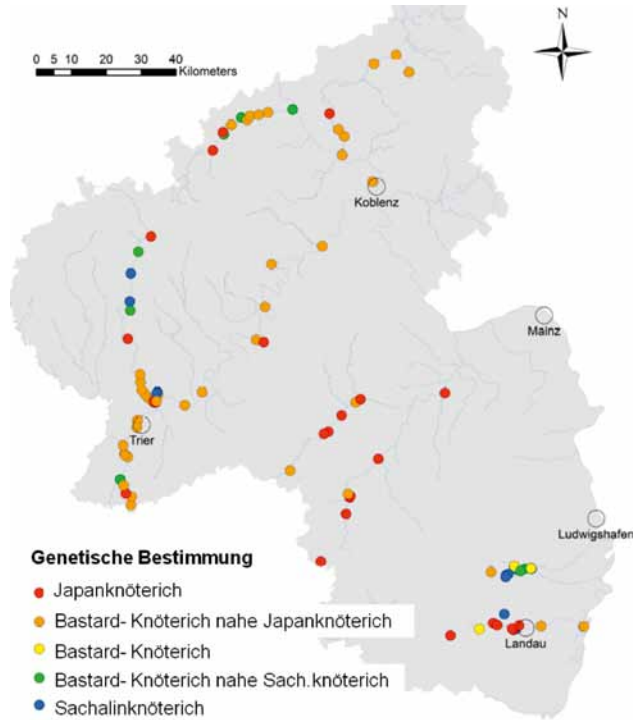 N
0 5 10 20 30 40
Kilometers
Koblenz
Mainz
Trier
Ludwigshafen
Landau
Genetische Bestimmung
Japanknöterich
Bastard- Knöterich nahe Japanknöterich
Bastard- Knöterich
Bastard- Knöterich nahe Sach.knöterich
Sachalinknöterich